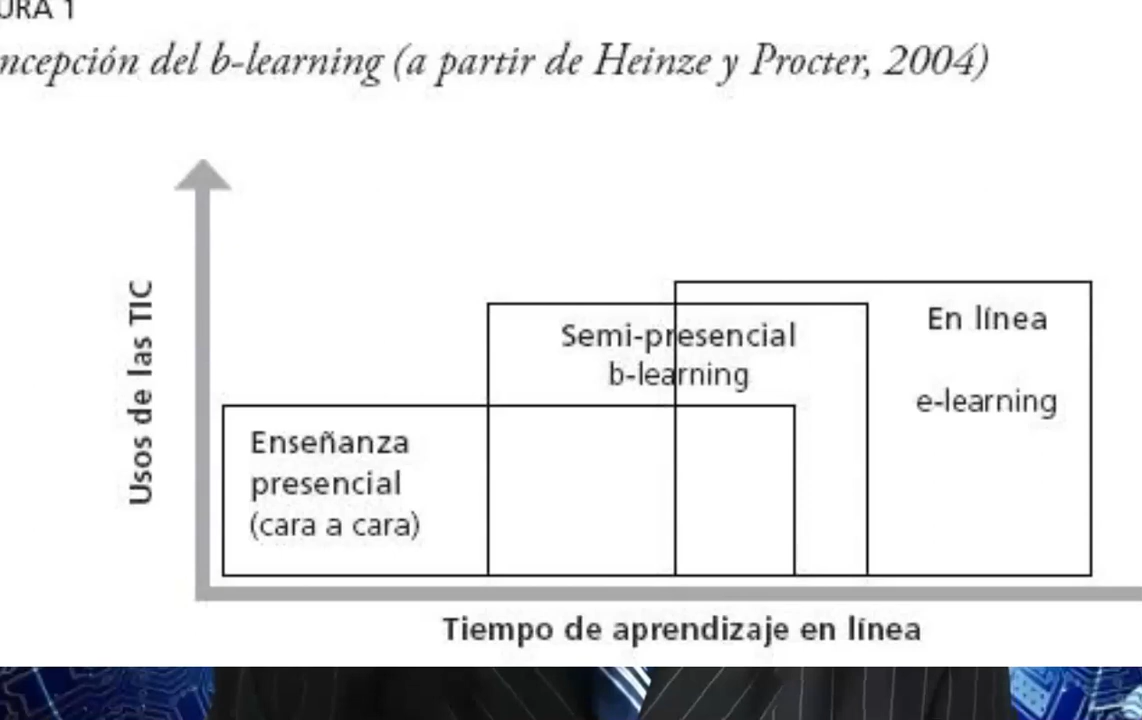 URA 1
ncepción del b-learning (a partir de Heinze y Procter, 2004)
Usos de las TIC
Semi-presencial
b-learning
En línea
e-learning
Enseñanza
presencial
(cara a cara)
Tiempo de aprendizaje en línea